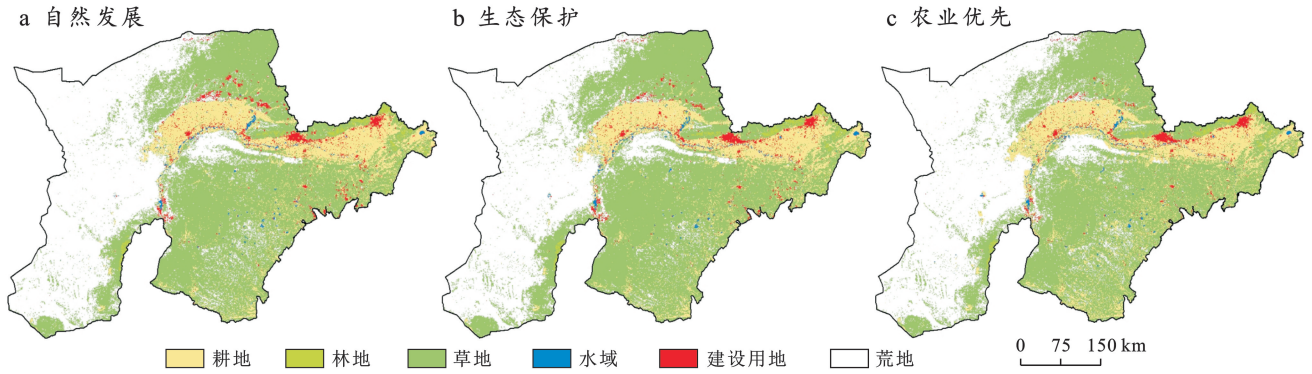 a 自然发展
b 生态保护
c 农业优先
耕地 林地 草地 水域 建设用地 荒地
0 75 150 km